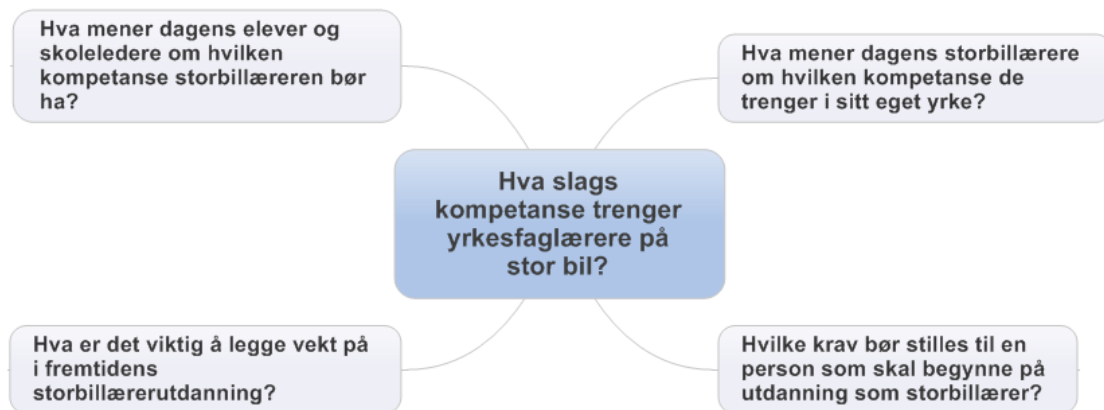 Hva mener dagens elever og
skoleledere om hvilken
kompetanse storbillæreren bør
ha?
Hva mener dagens storbillærere
om hvilken kompetanse de
trenger i sitt eget yrke?
Hva slags
kompetanse trenger
yrkesfaglærere på
stor bil?
Hva er det viktig å legge vekt på
i fremtidens
storbillærerutdanning?
Hvilke krav bør stilles til en
person som skal begynne på
utdanning som storbillærer?